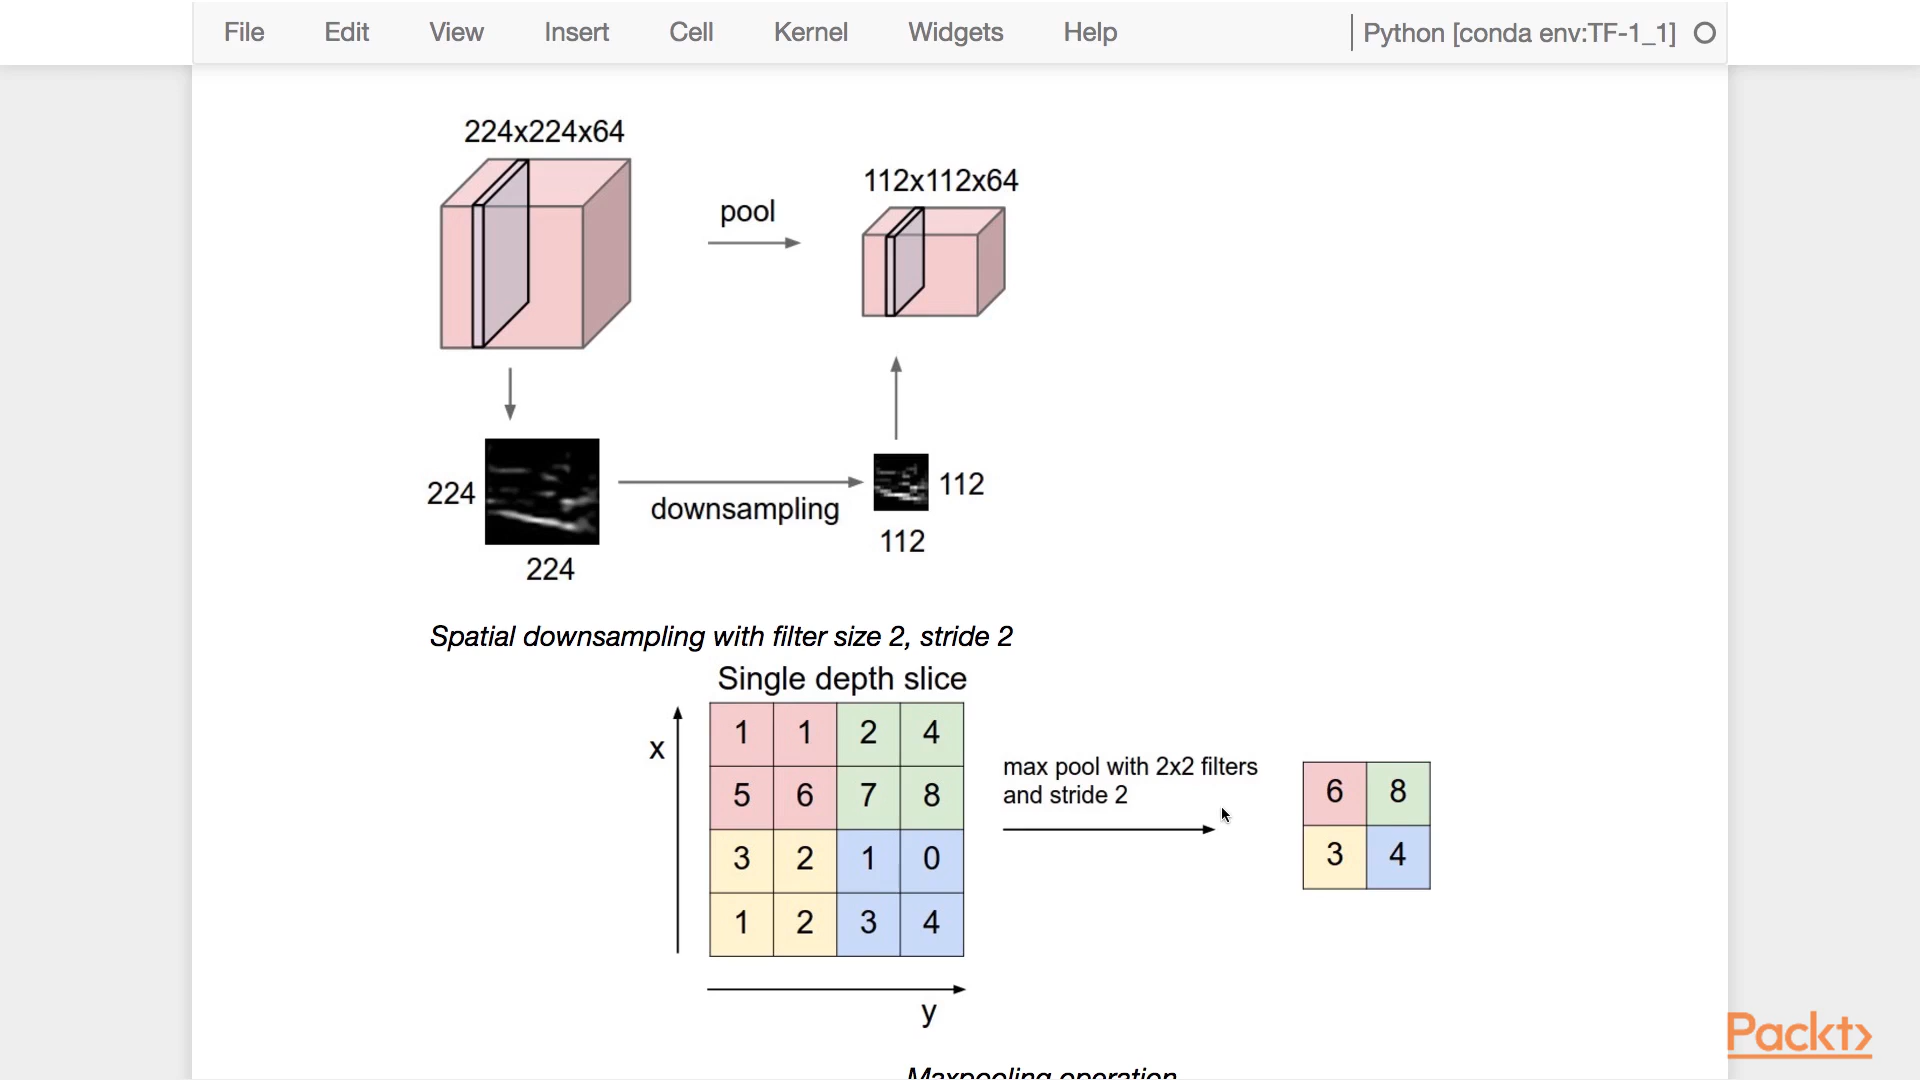 File Edit View Insert Cell Kernel Widgets Help Python [conda env:TF-1_1]
224x224x64
112x112x64
pool
224
downsampling
112
112
224
Spatial downsampling with filter size 2, stride 2
Single depth slice
x
1 1 2 4
5 6 7 8
3 2 1 0
1 2 3 4
max pool with 2x2 filters
and stride 2
6 8
3 4
y
Maxpooling operation
Packt>